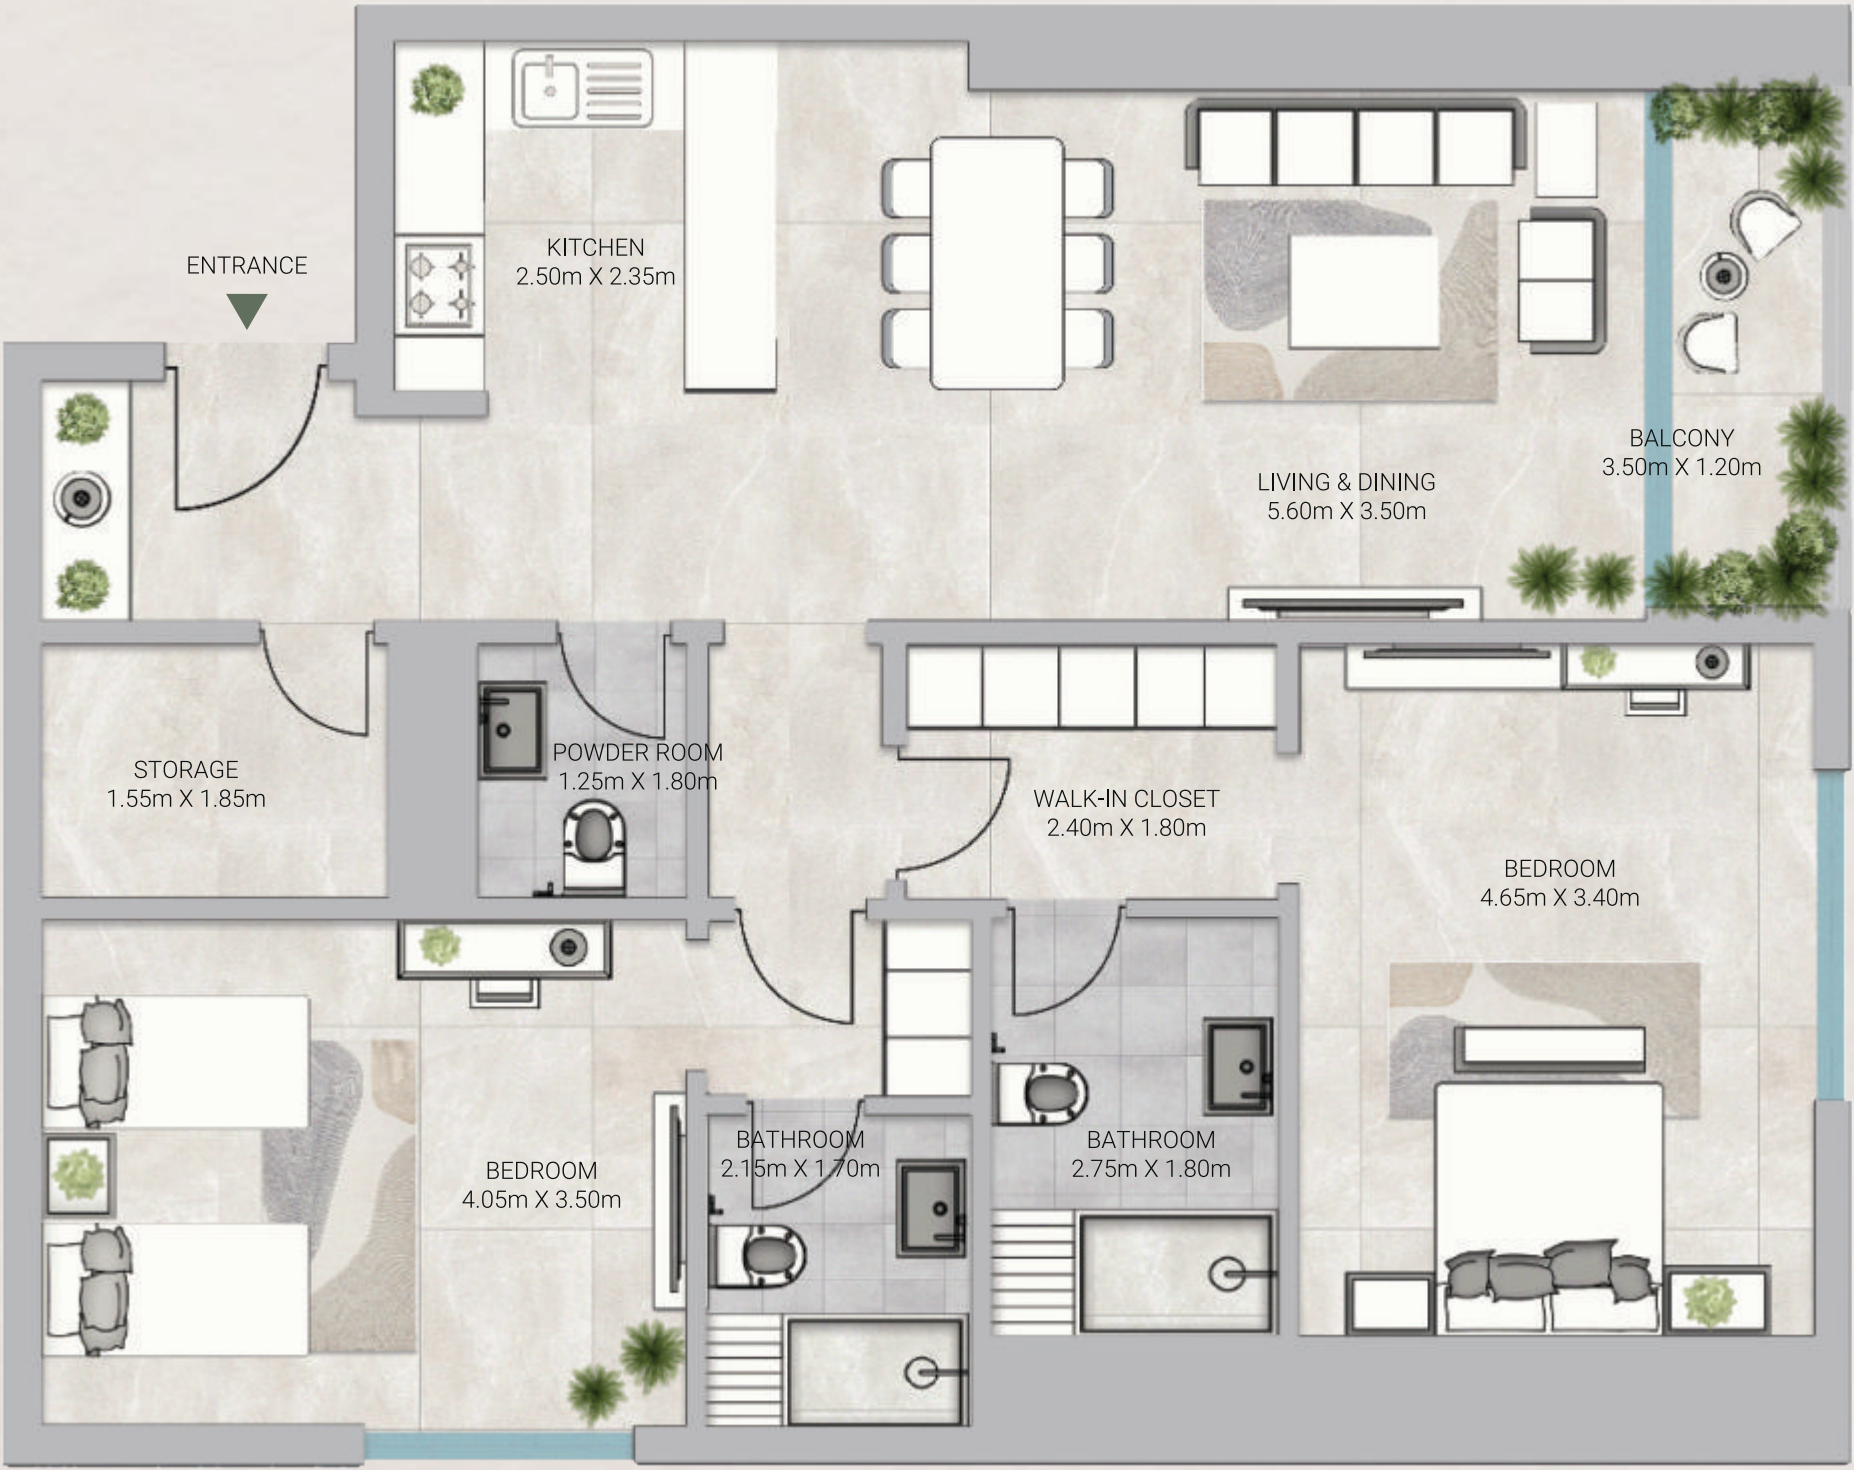 ENTRANCE
KITCHEN
2.50m X 2.35m
BALCONY
3.50m X 1.20m
LIVING & DINING
5.60m X 3.50m
STORAGE
1.55m X 1.85m
POWDER ROOM
1.25m X 1.80m
WALK-IN CLOSET
2.40m X 1.80m
BEDROOM
4.65m X 3.40m
BEDROOM
4.05m X 3.50m
BATHROOM
2.15m X 1.70m
BATHROOM
2.75m X 1.80m